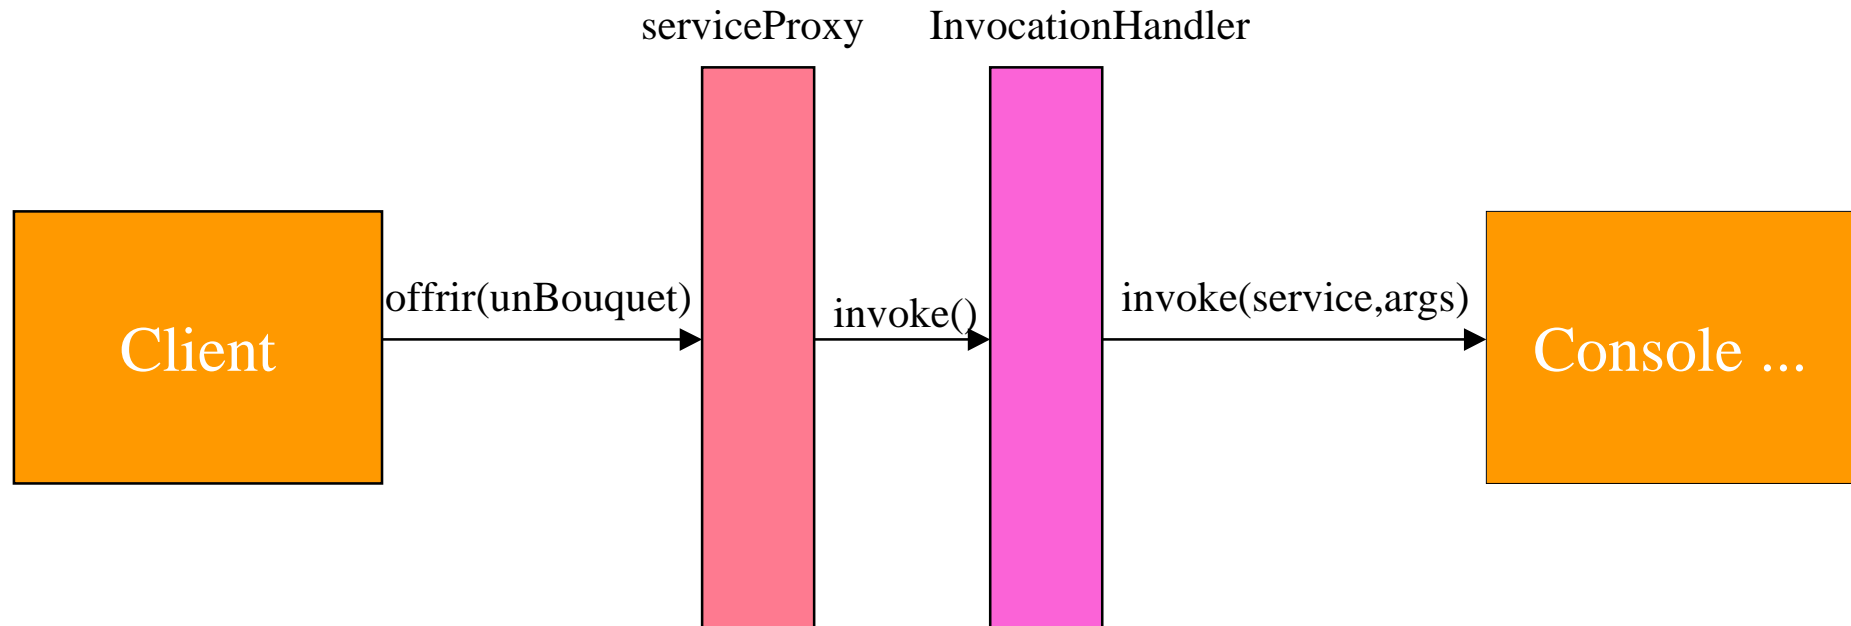 serviceProxy
InvocationHandler
offrir(unBouquet)
invoke()
invoke(service,args)
Client
Console ...